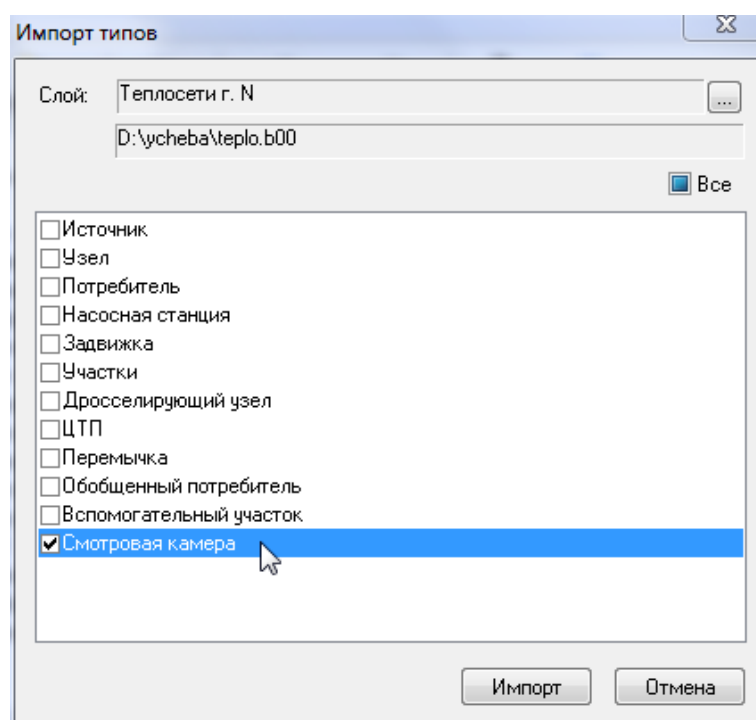 Импорт типов
Слой: Теплосети г. N
...
D:\ycheba\teplo.b00
Все
Источник
Узел
Потребитель
Насосная станция
Задвижка
Участки
Дросселирующий узел
ЦТП
Перемычка
Обобщенный потребитель
Вспомогательный участок
Смотровая камера
Импорт Отмена